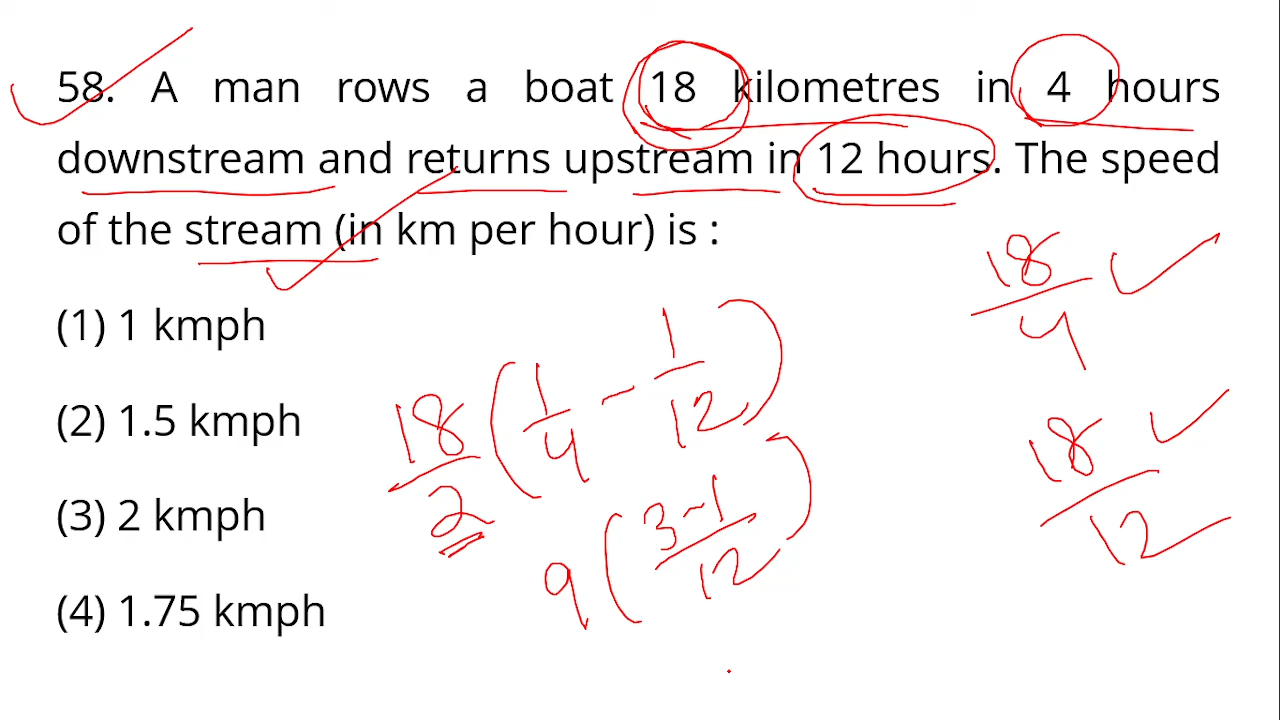 58. A man rows a boat 18 kilometres in 4 hours
downstream and returns upstream in 12 hours. The speed
of the stream (in km per hour) is :
18/4
(1) 1 kmph
18/2 (1/4 - 1/12)
(2) 1.5 kmph
18/12
(3) 2 kmph
9 (3-1/12)
(4) 1.75 kmph